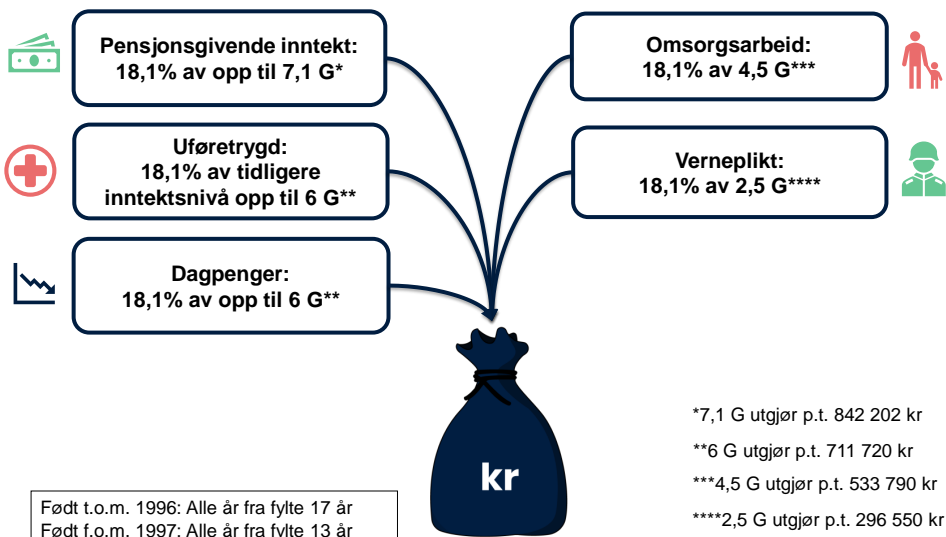 Pensjonsgivende inntekt:
18,1% av opp til 7,1 G*
Uføretrygd:
18,1% av tidligere
inntektsnivå opp til 6 G**
Dagpenger:
18,1% av opp til 6 G**
Omsorgsarbeid:
18,1% av 4,5 G***
Verneplikt:
18,1% av 2,5 G****
kr
*7,1 G utgjør p.t. 842 202 kr
**6 G utgjør p.t. 711 720 kr
***4,5 G utgjør p.t. 533 790 kr
****2,5 G utgjør p.t. 296 550 kr
Født t.o.m. 1996: Alle år fra fylte 17 år
Født f.o.m. 1997: Alle år fra fylte 13 år